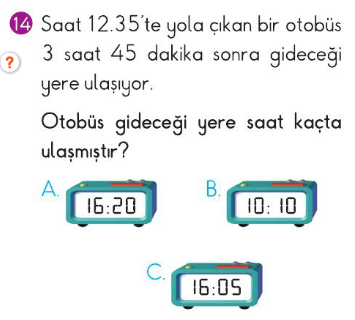 14 Saat 12.35'te yola çıkan bir otobüs
? 3 saat 45 dakika sonra gideceği
yere ulaşıyor.
Otobüs gideceği yere saat kaçta
ulaşmıştır?
A. 16:20 B. 10:10
C. 16:05